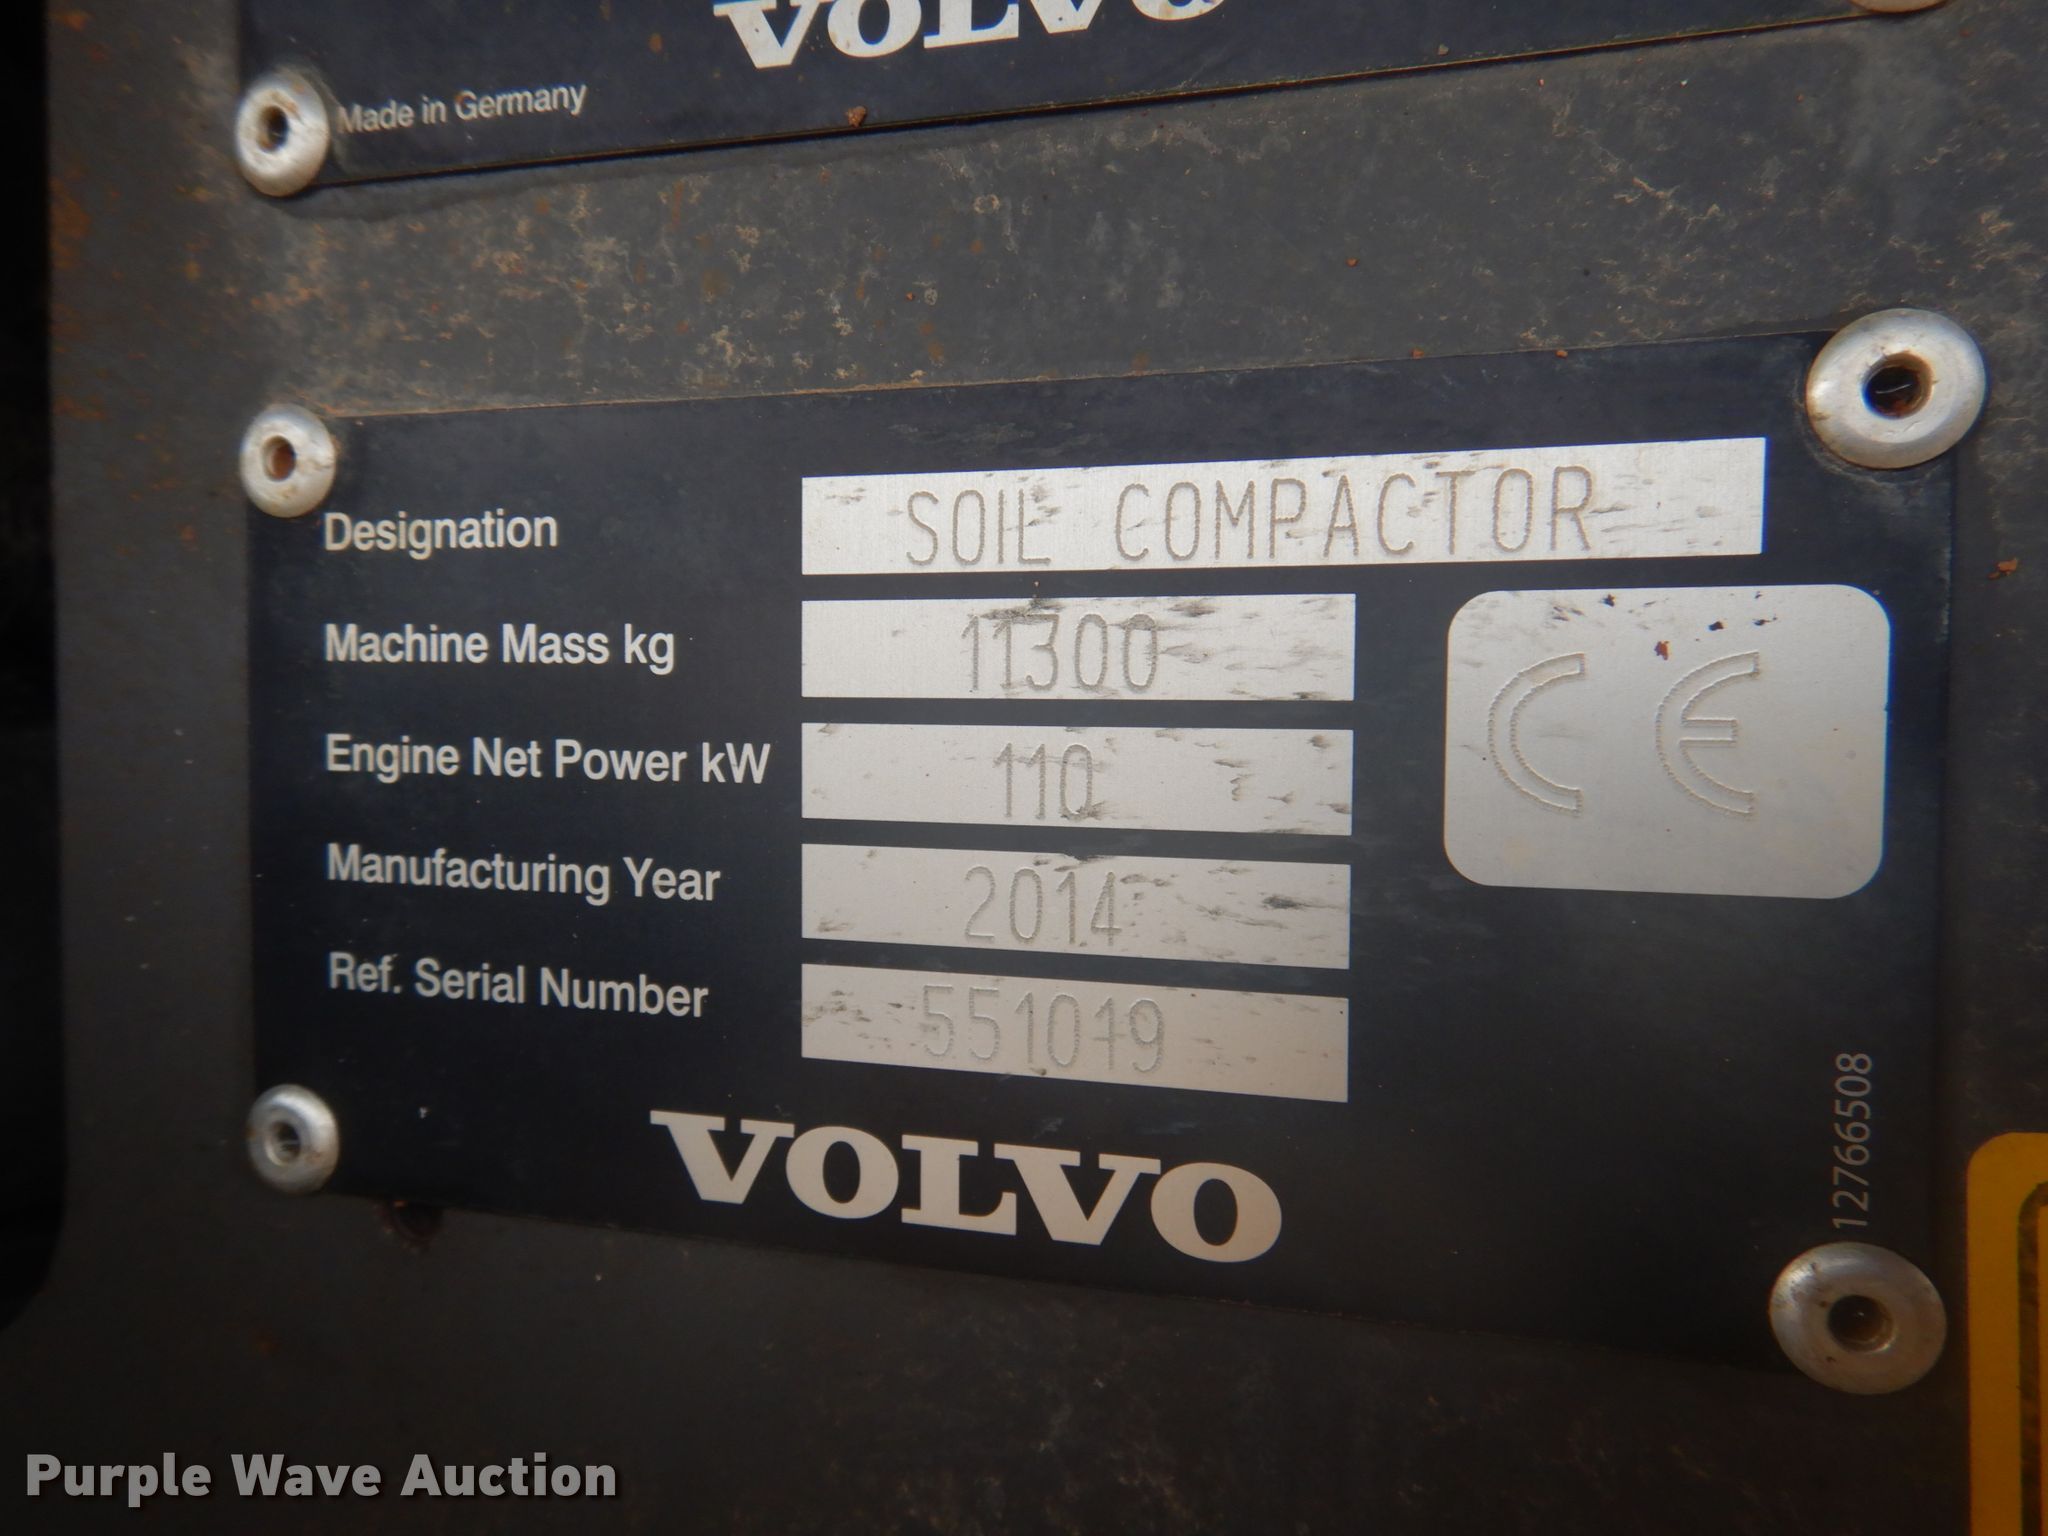 VOLVO
Made in Germany
Designation SOIL COMPACTOR
Machine Mass kg 11300
Engine Net Power kW 110
Manufacturing Year 2014
Ref. Serial Number 551019
CE
VOLVO
12766508
Purple Wave Auction